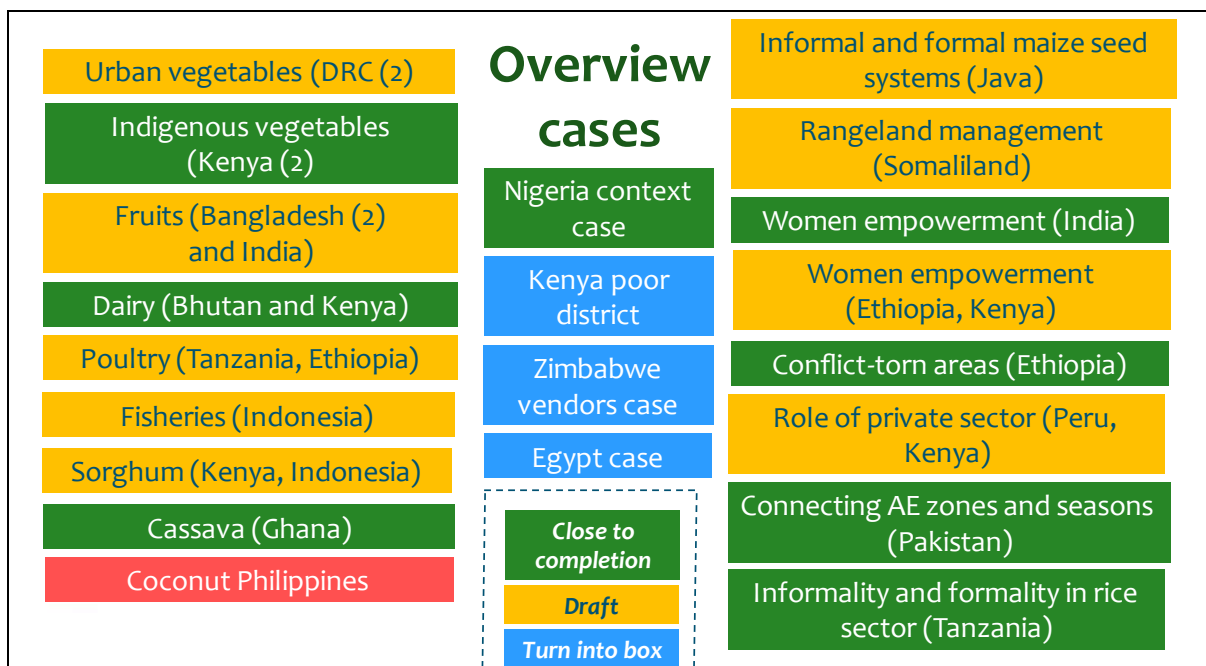 Urban vegetables (DRC (2)
Indigenous vegetables
(Kenya (2)
Fruits (Bangladesh (2)
and India)
Dairy (Bhutan and Kenya)
Poultry (Tanzania, Ethiopia)
Fisheries (Indonesia)
Sorghum (Kenya, Indonesia)
Cassava (Ghana)
Coconut Philippines
Overview
cases
Nigeria context
case
Kenya poor
district
Zimbabwe
vendors case
Egypt case
Close to
completion
Draft
Turn into box
Informal and formal maize seed
systems (Java)
Rangeland management
(Somaliland)
Women empowerment (India)
Women empowerment
(Ethiopia, Kenya)
Conflict-torn areas (Ethiopia)
Role of private sector (Peru,
Kenya)
Connecting AE zones and seasons
(Pakistan)
Informality and formality in rice
sector (Tanzania)